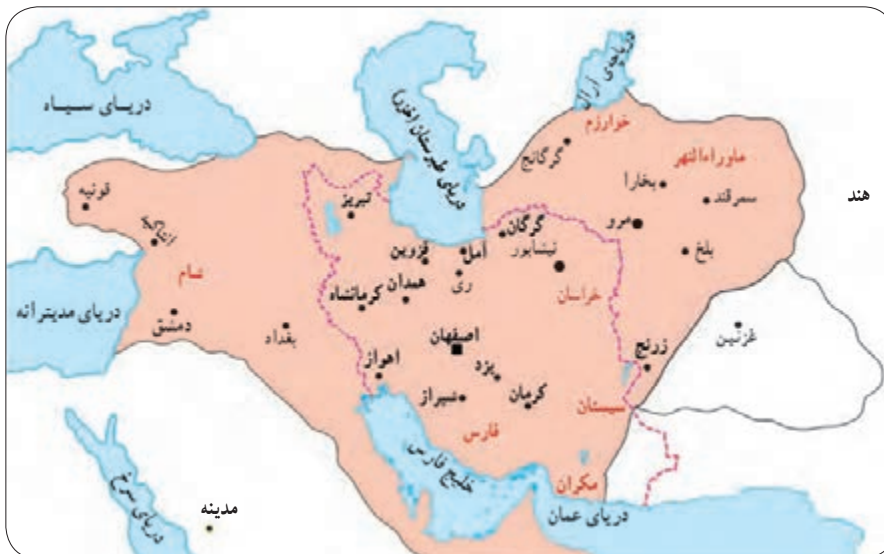 دریاچه‌ی آرال
دریای سیاه
خوارزم
گرگانج
ماوراءالنهر
دریای طبرستان (خزر)
بخارا
سمرقند
هند
قونیه
تبریز
مرو
گرگان
انتاکیه
نیشابور
بلخ
آمل
قزوین
ری
شام
همدان
خراسان
کرمانشاه
دریای مدیترانه
دمشق
بغداد
غزنین
اصفهان
زرنج
اهواز
یزد
شیراز
کرمان
سیستان
فارس
خلیج فارس
مکران
دریای سرخ
مدینه
دریای عمان